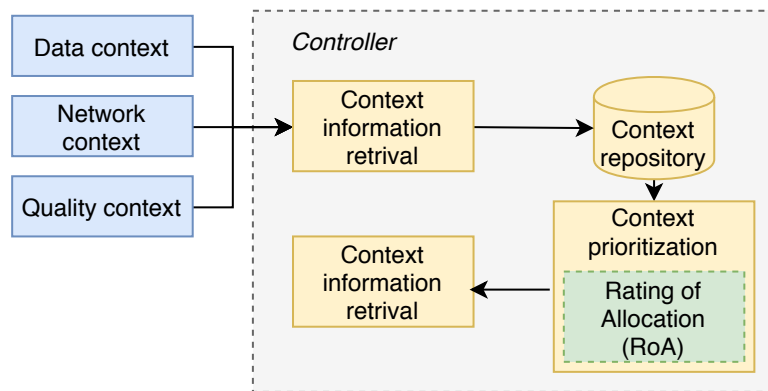 Data context
Network
context
Quality context
Controller
Context
information
retrival
Context
repository
Context
prioritization
Rating of
Allocation
(RoA)
Context
information
retrival